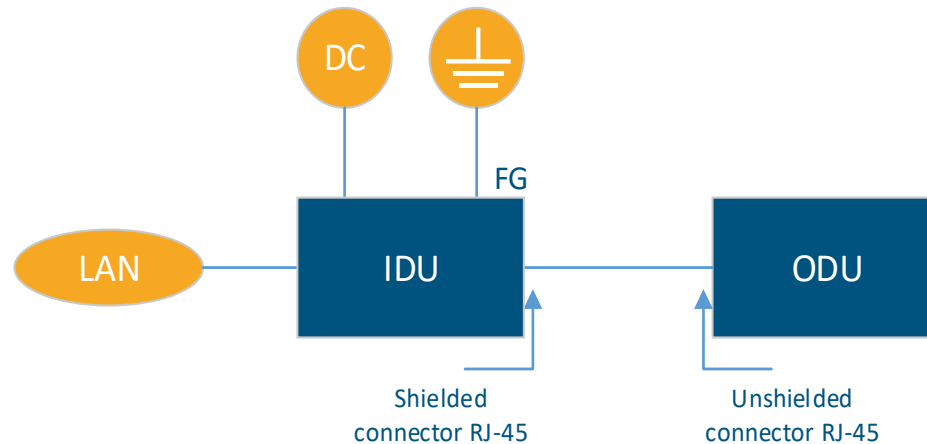 DC
FG
LAN
IDU
ODU
Shielded
connector RJ-45
Unshielded
connector RJ-45